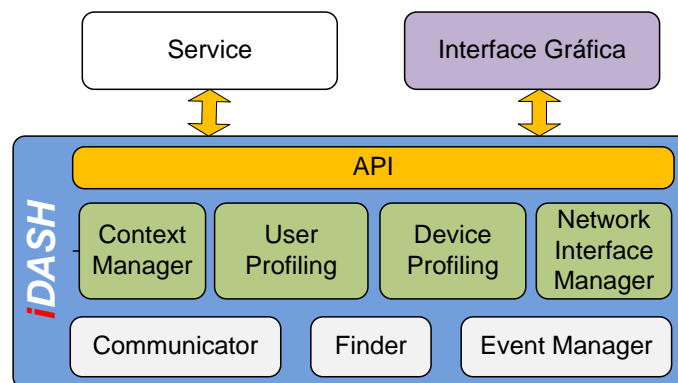 Service
Interface Gráfica
API
iDASH
Context
Manager
User
Profiling
Device
Profiling
Network
Interface
Manager
Communicator
Finder
Event Manager